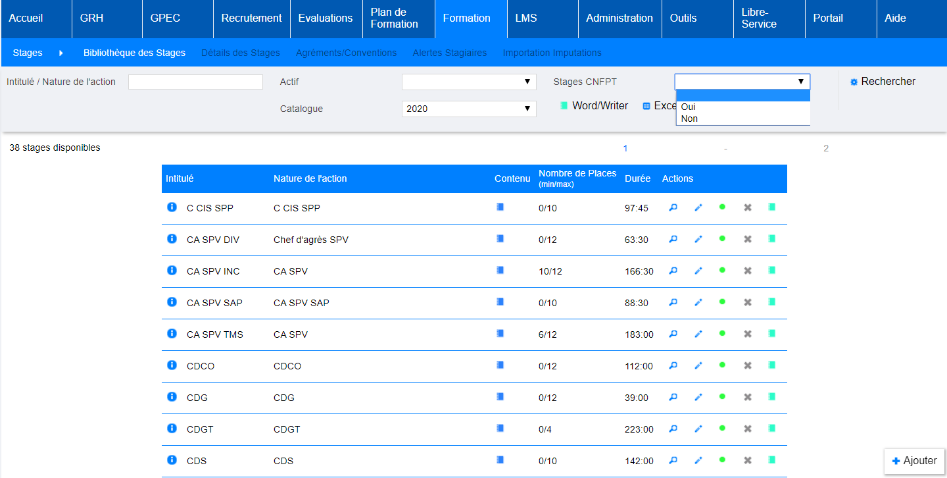 Accueil GRH GPEC Recrutement Evaluations Plan de Formation Formation LMS Administration Outils Libre-Service Portail Aide
Stages Bibliothèque des Stages Détails des Stages Agréments/Conventions Alertes Stagiaires Importation Imputations
Intitulé / Nature de l'action Actif Stages CNFPT Rechercher
Catalogue 2020 Word/Writer Exce
Oui
Non
38 stages disponibles 1 - 2
Intitulé Nature de l'action Contenu Nombre de Places (min/max) Durée Actions
C CIS SPP C CIS SPP 0/10 97:45
CA SPV DIV Chef d'agrès SPV 0/12 63:30
CA SPV INC CA SPV 10/12 166:30
CA SPV SAP CA SPV SAP 0/10 88:30
CA SPV TMS CA SPV 6/12 183:00
CDCO CDCO 0/12 112:00
CDG CDG 0/12 39:00
CDGT CDGT 0/4 223:00
CDS CDS 0/10 142:00
Ajouter